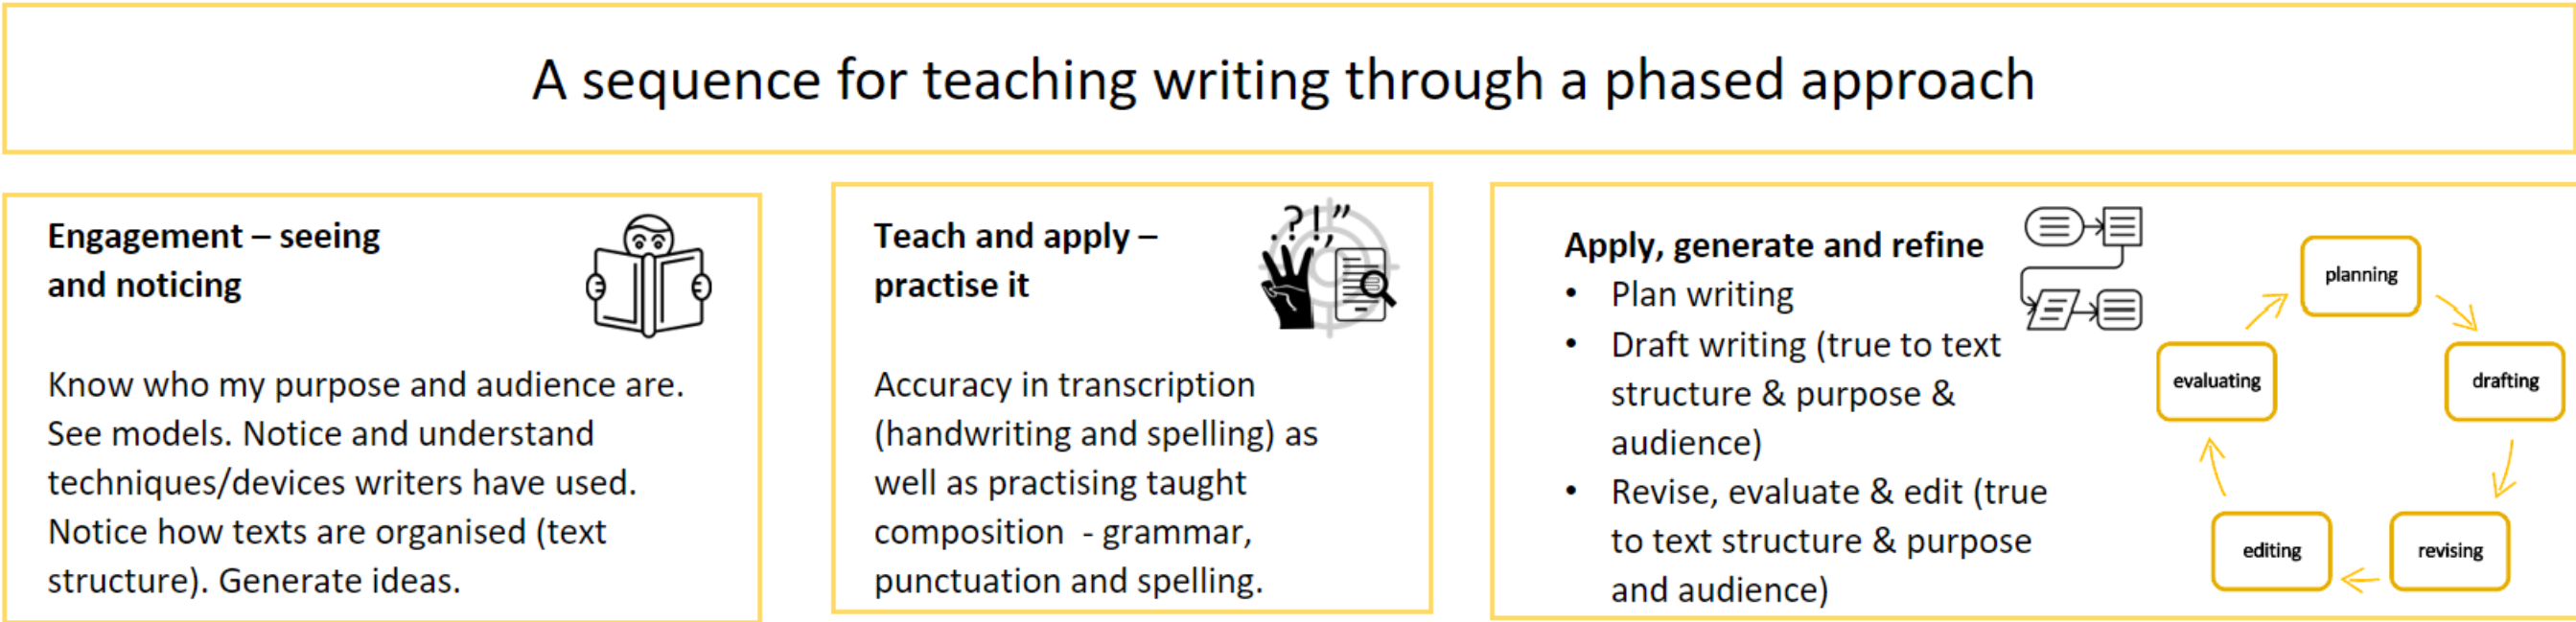 A sequence for teaching writing through a phased approach
Engagement – seeing
and noticing
Know who my purpose and audience are.
See models. Notice and understand
techniques/devices writers have used.
Notice how texts are organised (text
structure). Generate ideas.
Teach and apply –
practise it
.?!,”
Accuracy in transcription
(handwriting and spelling) as
well as practising taught
composition  - grammar,
punctuation and spelling.
Apply, generate and refine
• Plan writing
• Draft writing (true to text
structure & purpose &
audience)
• Revise, evaluate & edit (true
to text structure & purpose
and audience)
planning
drafting
revising
editing
evaluating